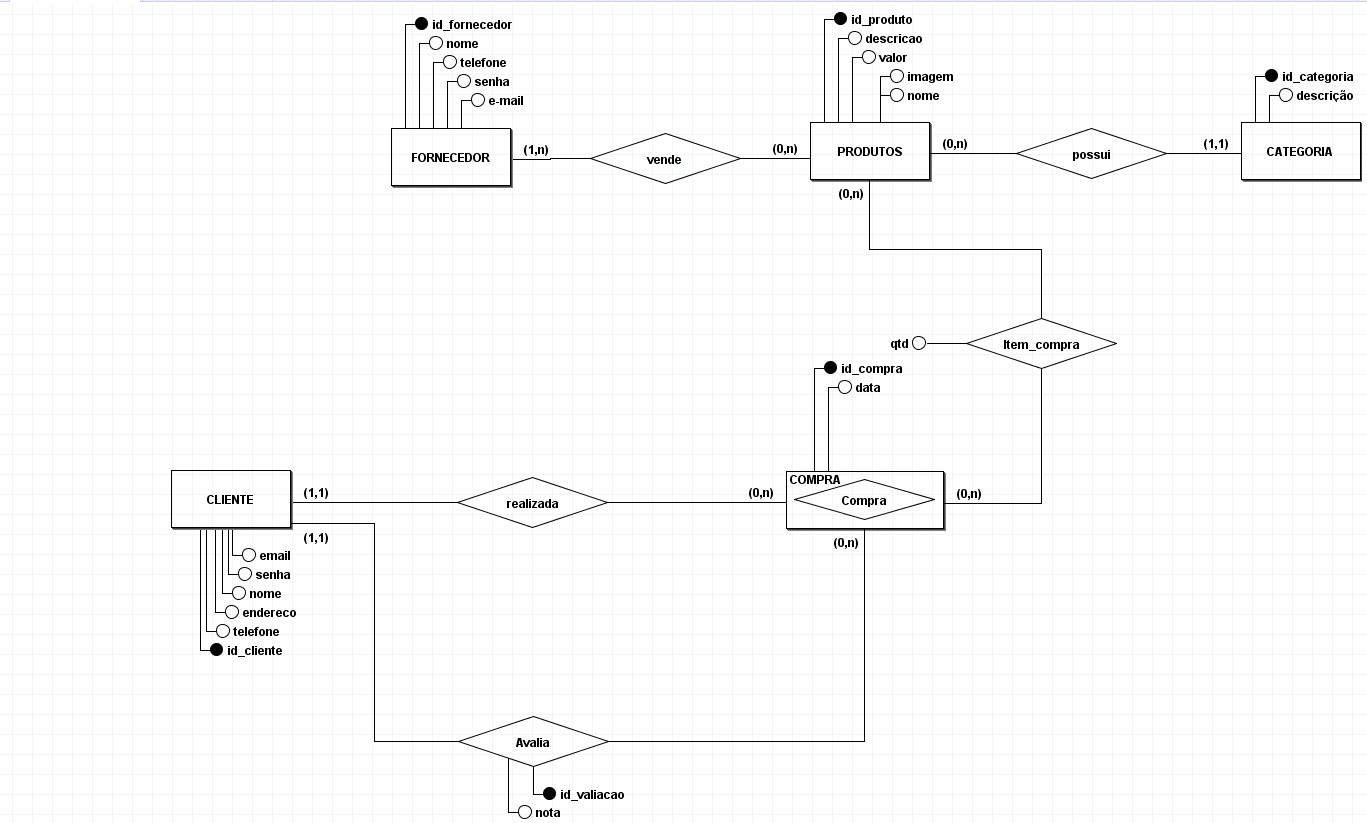 id_fornecedor
nome
telefone
senha
e-mail
FORNECEDOR
(1,n)
vende
(0,n)
id_produto
descricao
valor
imagem
nome
PRODUTOS
(0,n)
(0,n)
possui
(1,1)
id_categoria
descrição
CATEGORIA
qtd
Item_compra
id_compra
data
COMPRA
Compra
(0,n)
(0,n)
(0,n)
realizada
(1,1)
CLIENTE
(1,1)
email
senha
nome
endereco
telefone
id_cliente
Avalia
id_valiacao
nota